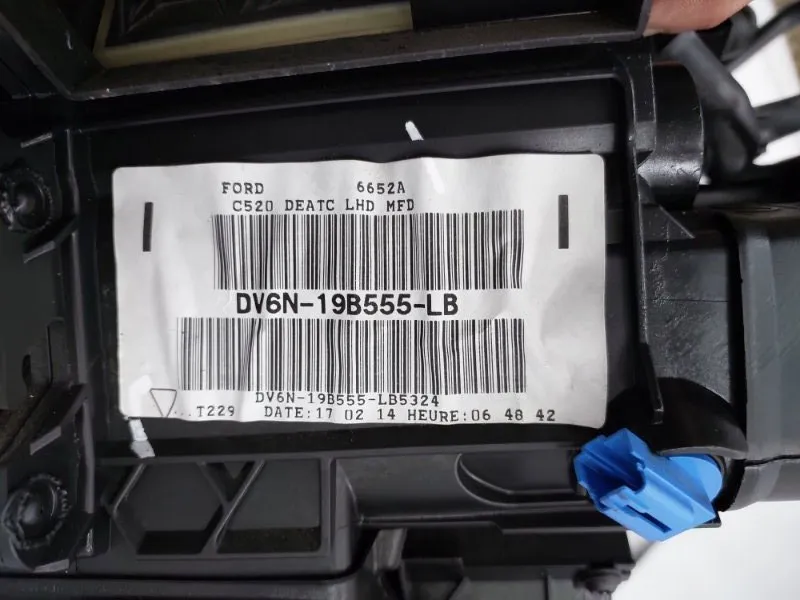 FORD 6652A
C520 DEATC LHD MFD
DV6N-19B555-LB
DV6N-19B555-LB5324
...T229 DATE:17 02 14 HEURE:06 48 42